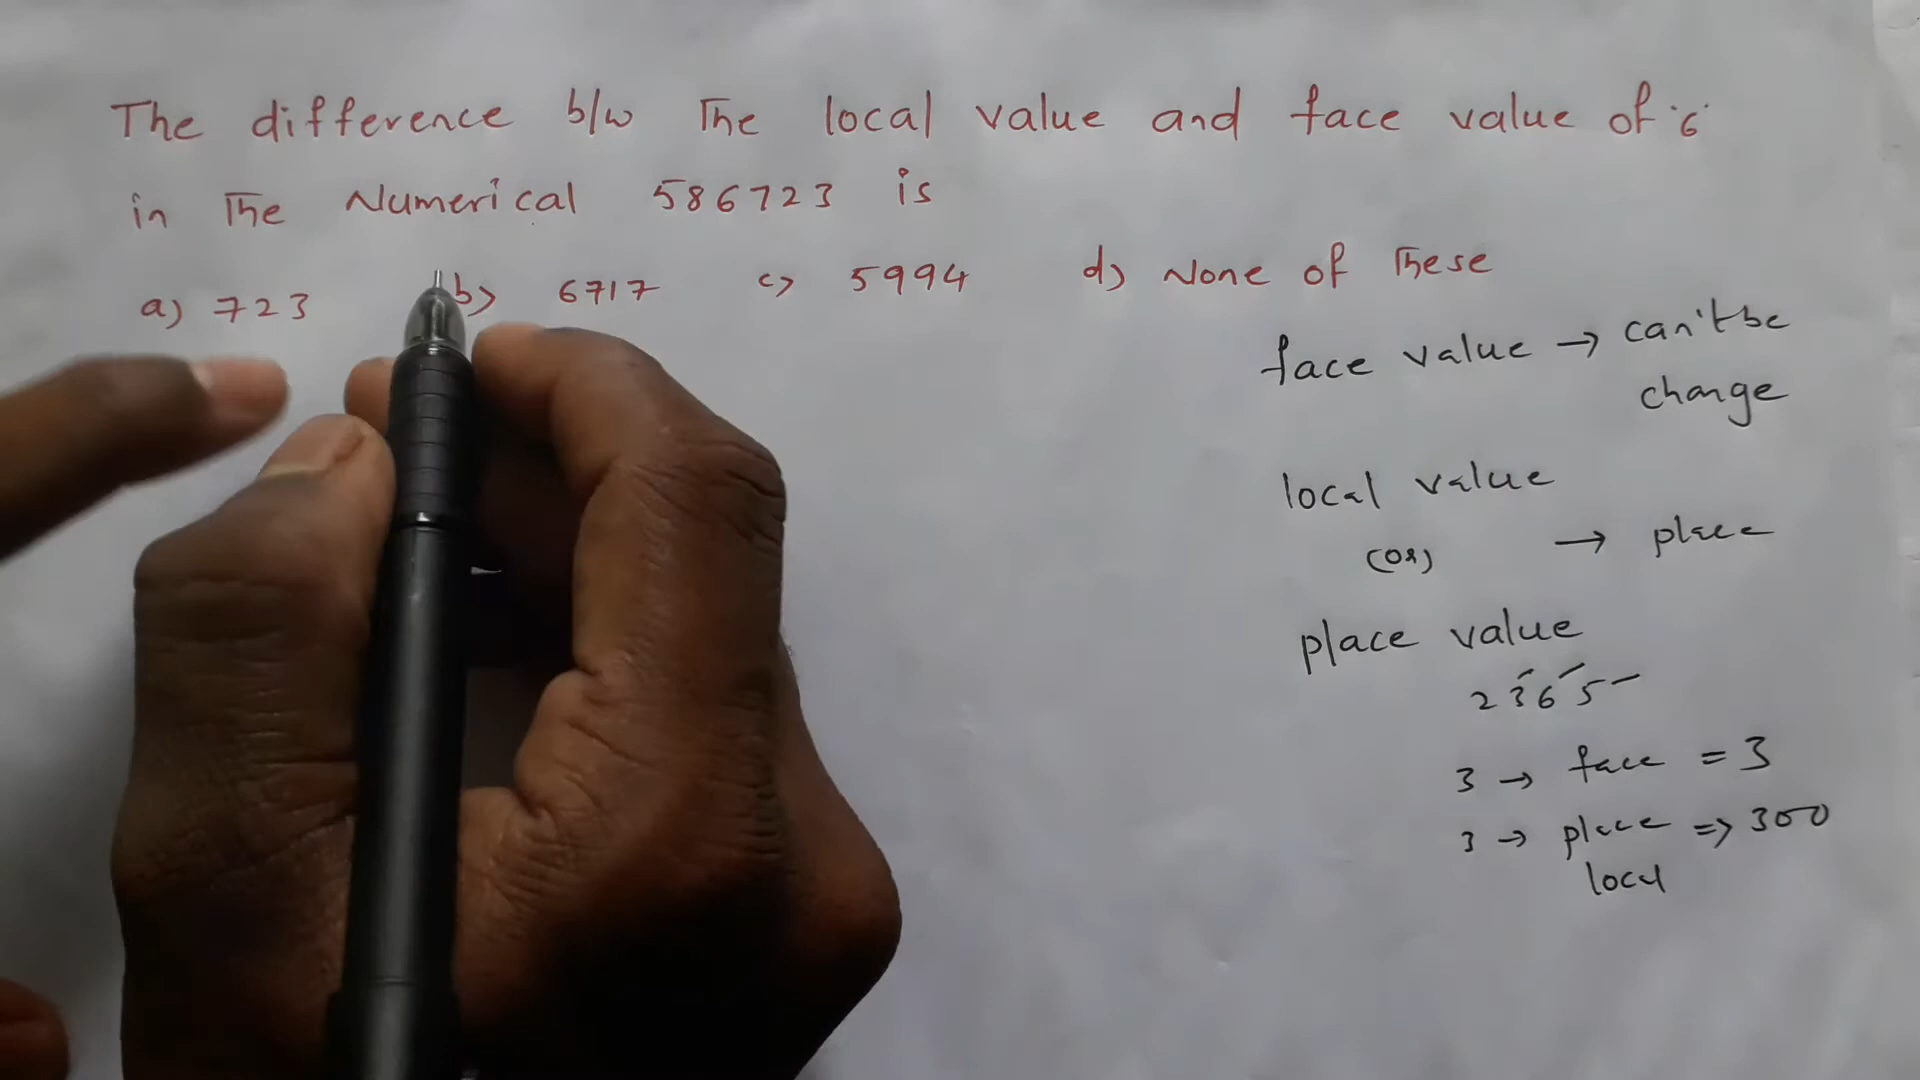 The difference b/w The local value and face value of '6'
in The Numerical 586723 is
a) 723 b) 6717 c) 5994 d) None of These
face value → can't be
change
local value
(or) → place
place value
2365
3 → face = 3
3 → place => 300
local